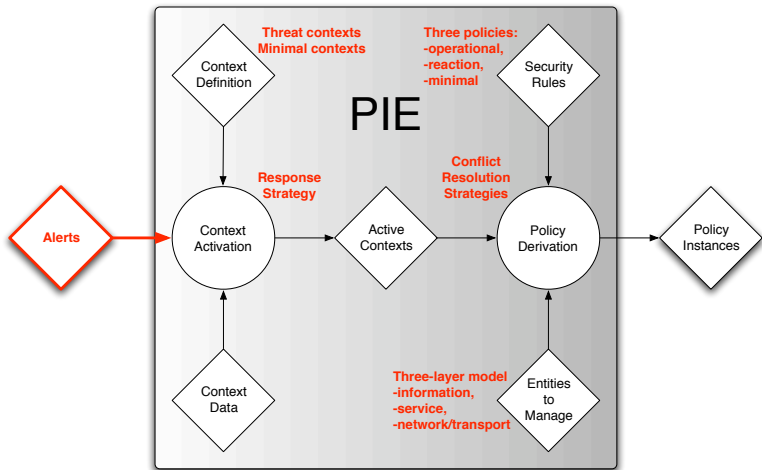 Threat contexts
Minimal contexts
Three policies:
-operational,
-reaction,
-minimal
Context
Definition
Security
Rules
PIE
Response
Strategy
Conflict
Resolution
Strategies
Alerts
Context
Activation
Active
Contexts
Policy
Derivation
Policy
Instances
Three-layer model
-information,
-service,
-network/transport
Context
Data
Entities
to
Manage